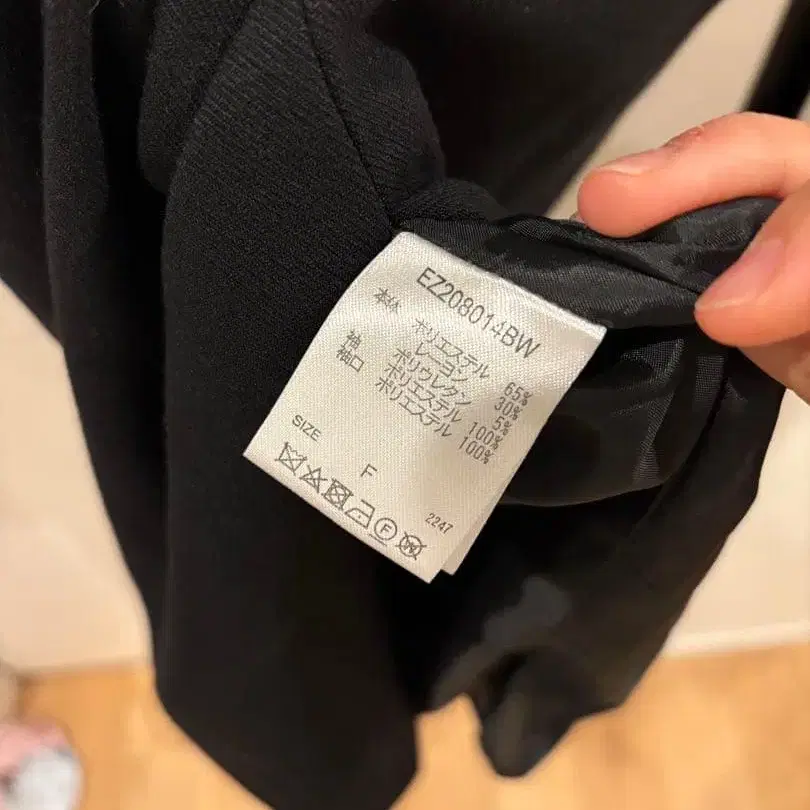 EZ208014BW
本体 ポリエステル 65%
レーヨン 30%
ポリウレタン 5%
袖 ポリエステル 100%
袖口 ポリエステル 100%
SIZE F
F W
2247